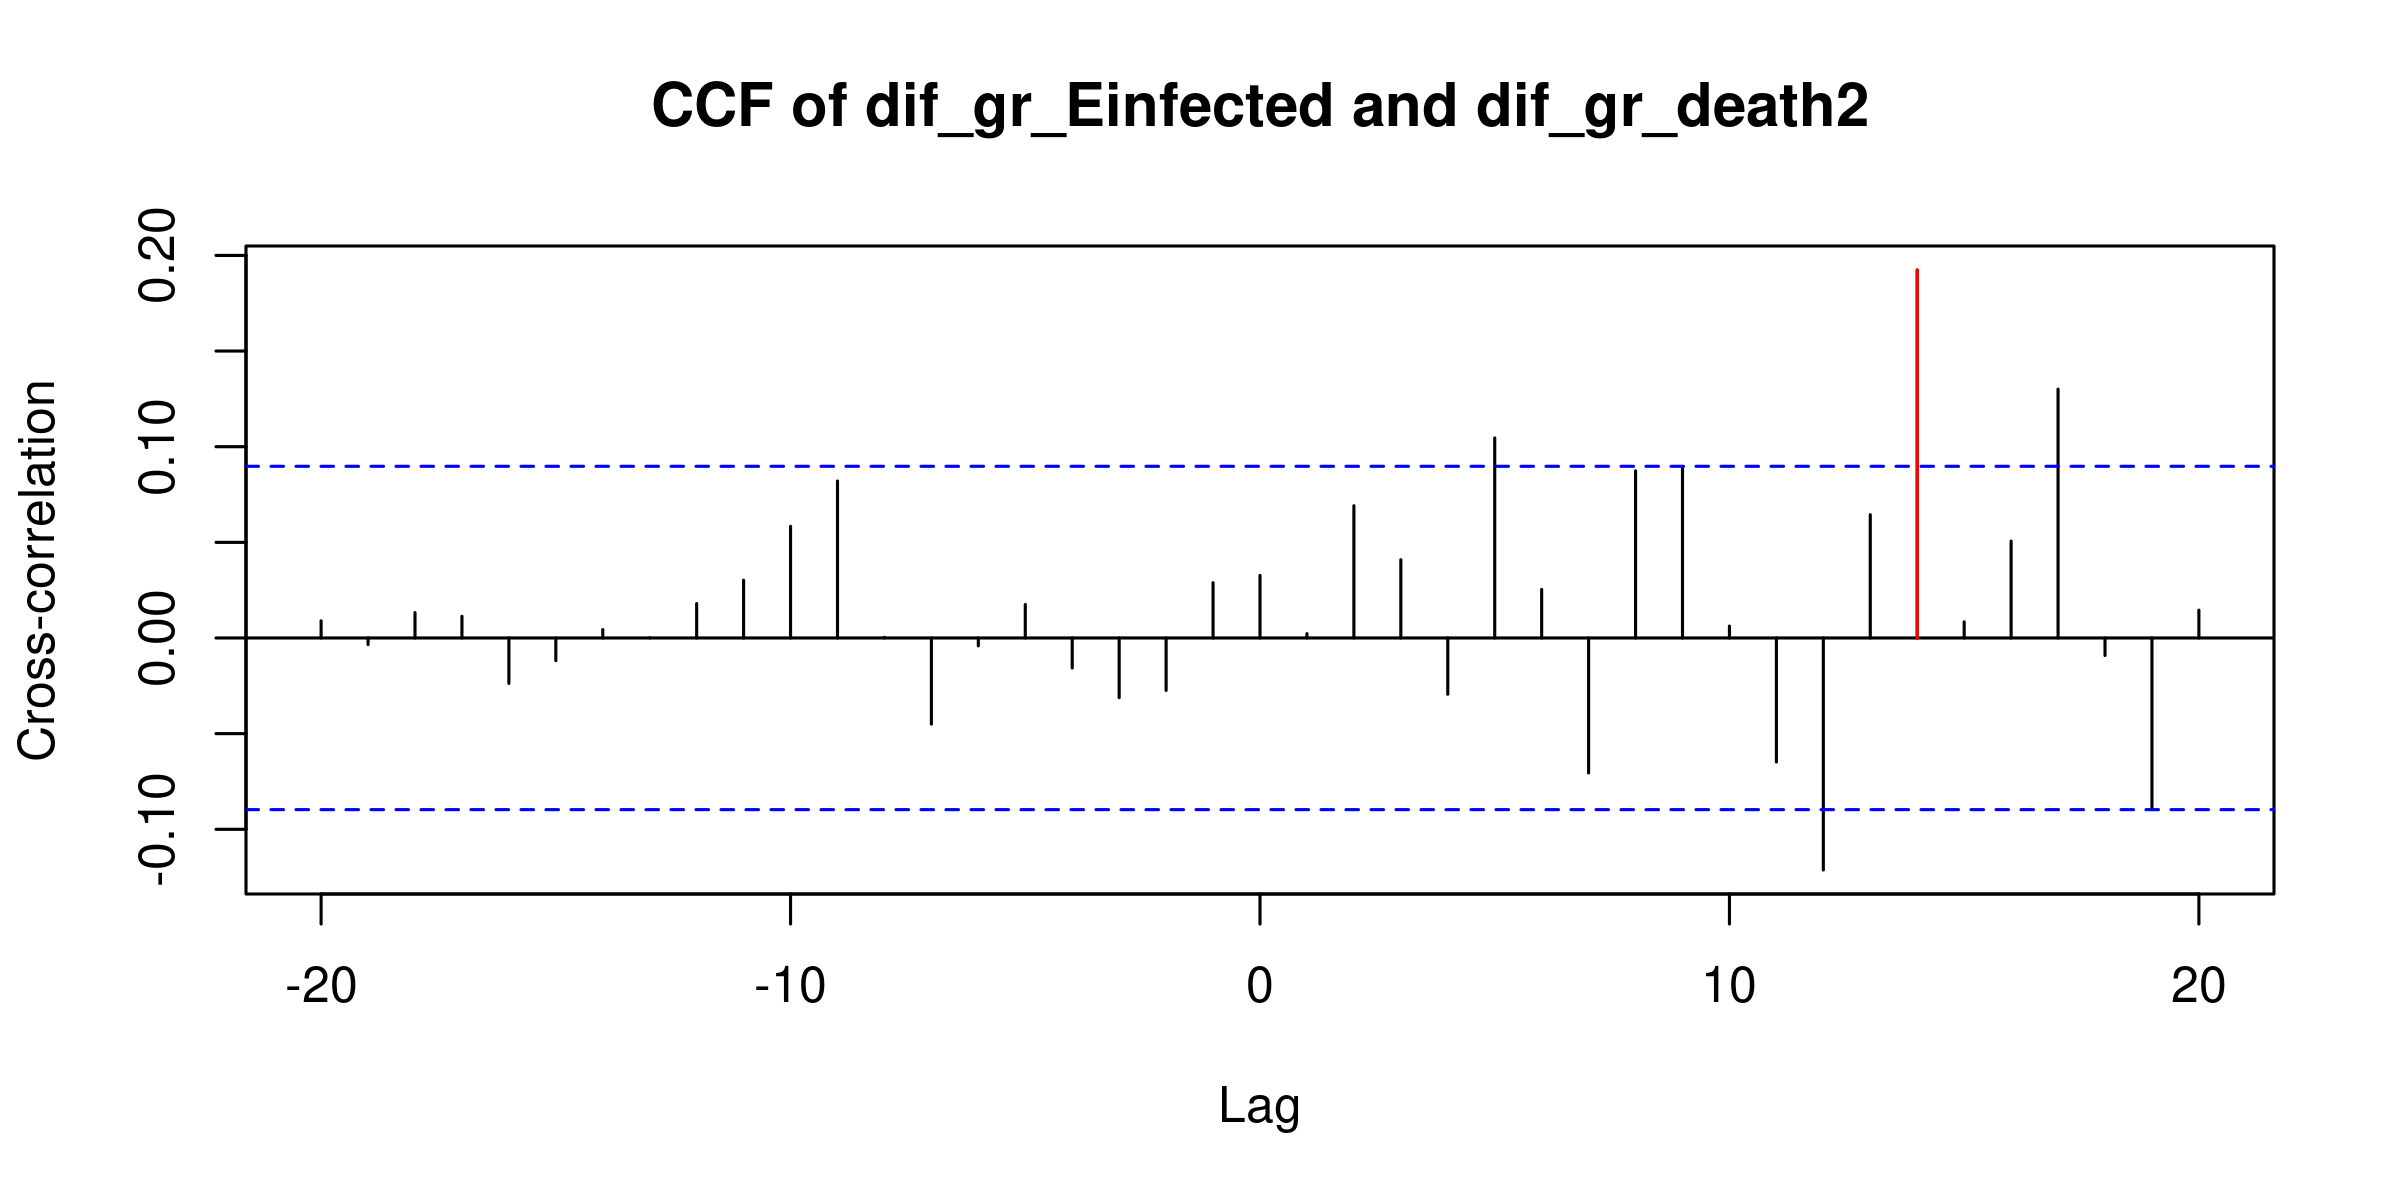 CCF of dif_gr_Einfected and dif_gr_death2
Cross-correlation
0.20
0.10
0.00
-0.10
-20 -10 0 10 20
Lag